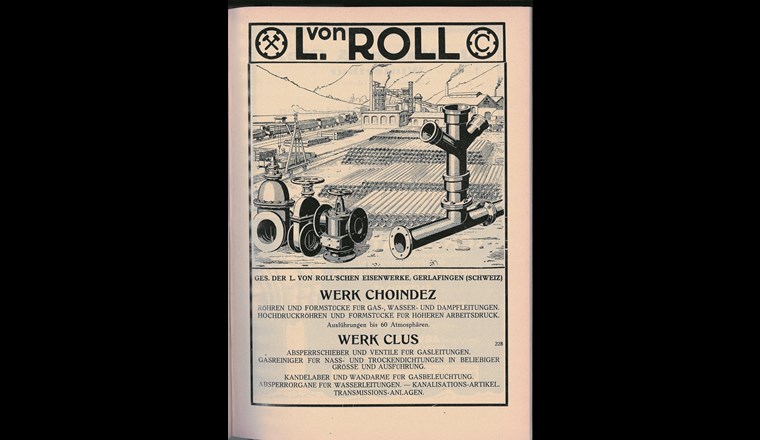 L. von ROLL C
GES. DER L. VON ROLL'SCHEN EISENWERKE, GERLAFINGEN (SCHWEIZ)
WERK CHOINDEZ
ROHREN UND FORMSTÜCKE FÜR GAS-, WASSER- UND DAMPFLEITUNGEN.
HOCHDRUCKROHREN UND FORMSTÜCKE FÜR HÖHEREN ARBEITSDRUCK.
Ausführungen bis 60 Atmosphären.
WERK CLUS
228
ABSPERRSCHIEBER UND VENTILE FÜR GASLEITUNGEN.
GASREINIGER FÜR NASS- UND TROCKENDICHTUNGEN IN BELIEBIGER
GRÖSSE UND AUSFÜHRUNG.
KANDELABER UND WANDARME FÜR GASBELEUCHTUNG.
ABSPERRORGANE FÜR WASSERLEITUNGEN. — KANALISATIONS-ARTIKEL.
TRANSMISSIONS-ANLAGEN.